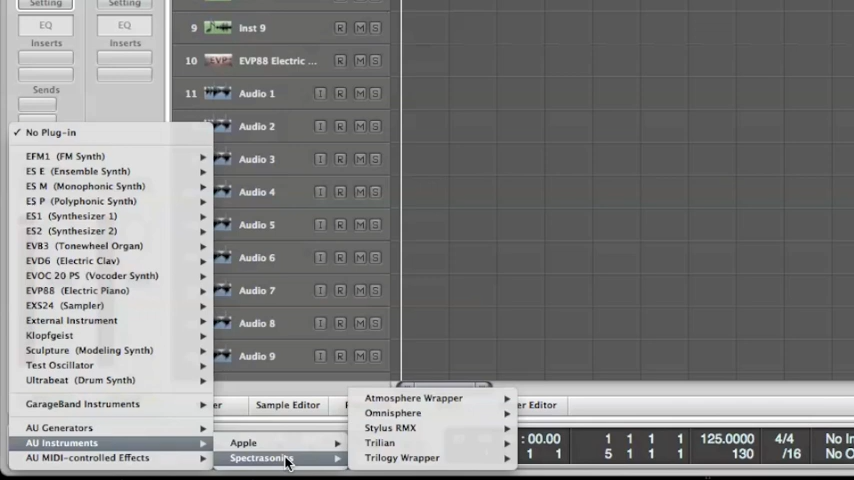 Setting
Setting
EQ
EQ
Inserts
Inserts
Sends
9 Inst 9 R M S
10 EVP88 Electric ... R M S
11 Audio 1 I R M S
Audio 2 I R M S
Audio 3 I R M S
Audio 4 I R M S
Audio 5 I R M S
Audio 6 I R M S
Audio 7 I R M S
Audio 8 I R M S
Audio 9 I R M S
✓ No Plug-in
EFM1 (FM Synth)
ES E (Ensemble Synth)
ES M (Monophonic Synth)
ES P (Polyphonic Synth)
ES1 (Synthesizer 1)
ES2 (Synthesizer 2)
EVB3 (Tonewheel Organ)
EVD6 (Electric Clav)
EVOC 20 PS (Vocoder Synth)
EVP88 (Electric Piano)
EXS24 (Sampler)
External Instrument
Klopfgeist
Sculpture (Modeling Synth)
Test Oscillator
Ultrabeat (Drum Synth)
GarageBand Instruments
AU Generators
AU Instruments
AU MIDI-controlled Effects
Apple
Spectrasonics
Atmosphere Wrapper
Omnisphere
Stylus RMX
Trilian
Trilogy Wrapper
Sample Editor
Editor
:00.00 1 1 1 1 125.0000 4/4 No In
1 5 1 1 1 130 /16 No O